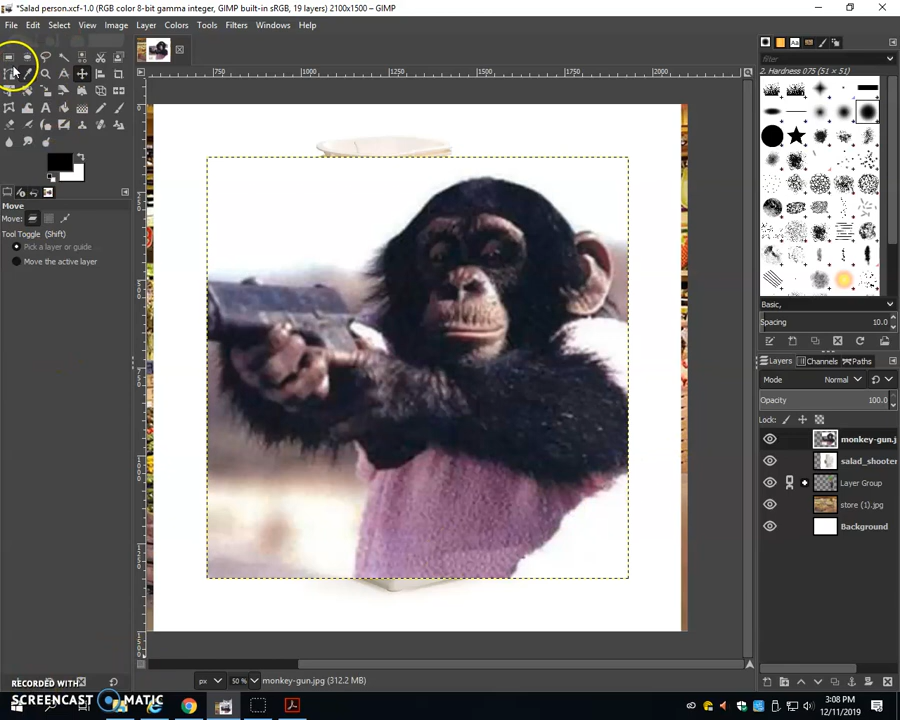 *Salad person.xcf-1.0 (RGB color 8-bit gamma integer, GIMP built-in sRGB, 19 layers) 2100x1500 – GIMP
File Edit Select View Image Layer Colors Tools Filters Windows Help
filter
2. Hardness 075 (51 × 51)
750 1000 1250 1500 1750 2000
Move
Move:
Tool Toggle (Shift)
Pick a layer or guide
Move the active layer
Basic,
Spacing 10.0
Layers Channels Paths
Mode Normal
Opacity 100.0
Lock:
monkey-gun.j
salad_shooter
Layer Group
store (1).jpg
Background
px 50 % monkey-gun.jpg (312.2 MB)
RECORDED WITH
SCREENCAST MATIC
3:08 PM
12/11/2019